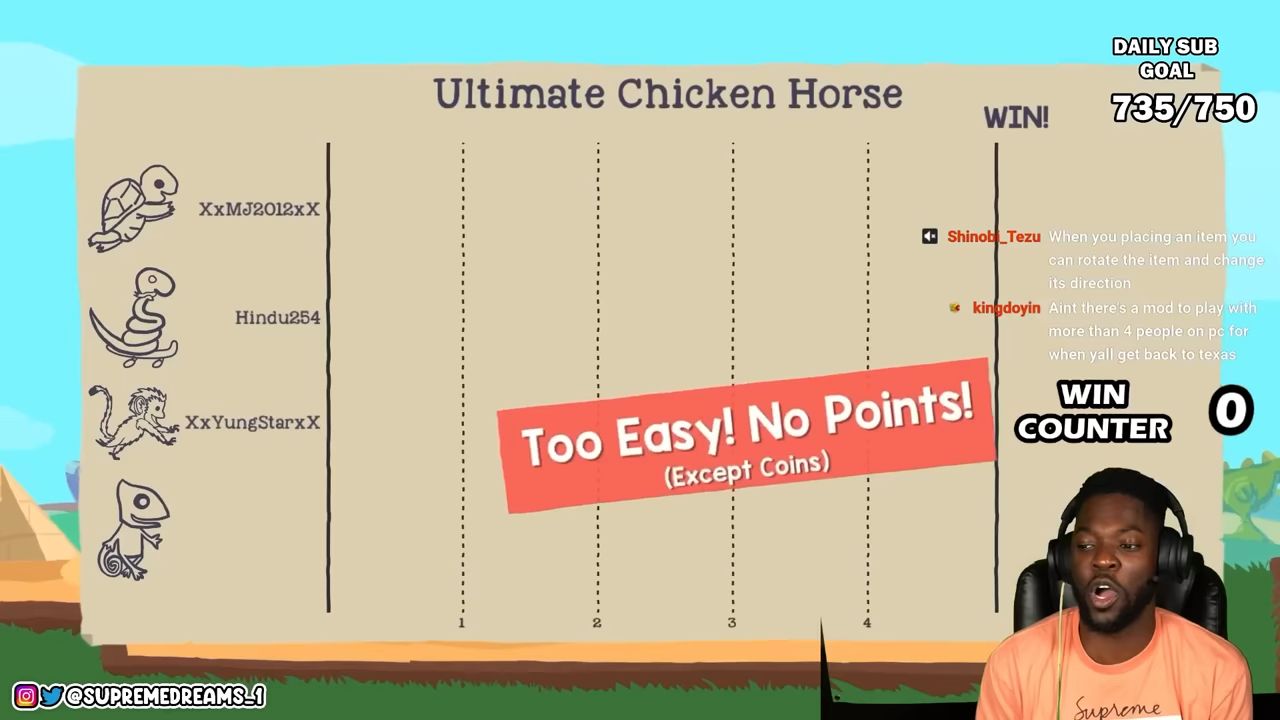 DAILY SUB
GOAL
735/750
Ultimate Chicken Horse
WIN!
XxMJ2012xX
Shinobi_Tezu When you placing an item you
can rotate the item and change
its direction
Hindu254
kingdoyin Aint there's a mod to play with
more than 4 people on pc for
when yall get back to texas
Too Easy! No Points!
(Except Coins)
XxYungStarxX
WIN
COUNTER
0
1
2
3
4
@SUPREMEDREAMS_1
Supreme